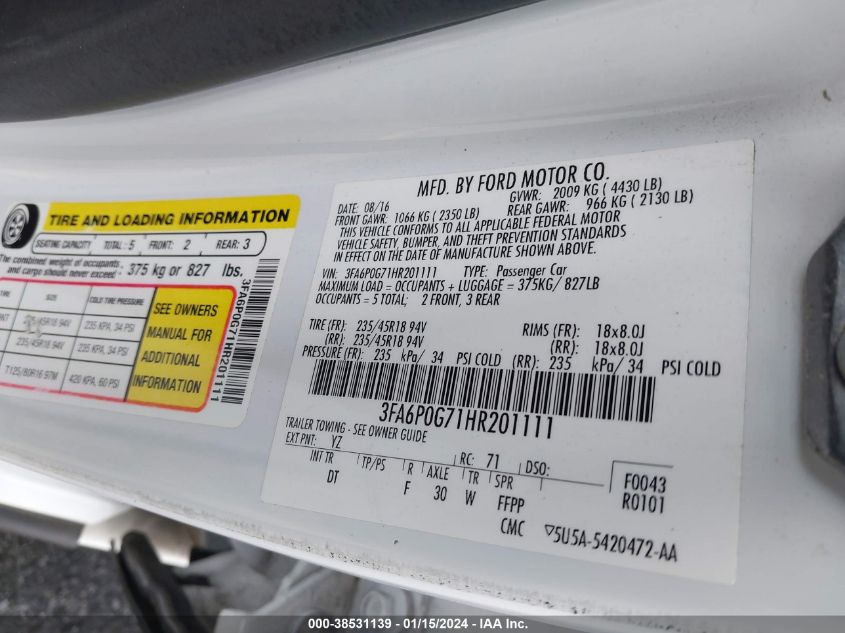 TIRE AND LOADING INFORMATION
SEATING CAPACITY TOTAL: 5 FRONT: 2 REAR: 3
The combined weight of occupants and cargo should never exceed 375 kg or 827 lbs.
SIZE COLD TIRE PRESSURE
235/45R18 94V 235 KPA, 34 PSI
235/45R18 94V 235 KPA, 34 PSI
T125/80R16 97M 420 KPA, 60 PSI
SEE OWNERS
MANUAL FOR
ADDITIONAL
INFORMATION
3FA6P0G71HR201111
MFD. BY FORD MOTOR CO.
DATE: 08/16 GVWR: 2009 KG ( 4430 LB)
FRONT GAWR: 1066 KG ( 2350 LB) REAR GAWR: 966 KG ( 2130 LB)
THIS VEHICLE CONFORMS TO ALL APPLICABLE FEDERAL MOTOR
VEHICLE SAFETY, BUMPER, AND THEFT PREVENTION STANDARDS
IN EFFECT ON THE DATE OF MANUFACTURE SHOWN ABOVE.
VIN: 3FA6P0G71HR201111 TYPE: Passenger Car
MAXIMUM LOAD = OCCUPANTS + LUGGAGE = 375KG/ 827LB
OCCUPANTS = 5 TOTAL; 2 FRONT, 3 REAR
TIRE (FR): 235/45R18 94V RIMS (FR): 18x8.0J
(RR): 235/45R18 94V (RR): 18x8.0J
PRESSURE (FR): 235 kPa/ 34 PSI COLD (RR): 235 kPa/ 34 PSI COLD
3FA6P0G71HR201111
TRAILER TOWING - SEE OWNER GUIDE
EXT PNT: YZ RC: 71 DSO:
INT TR TP/PS R AXLE TR SPR F0043
DT F 30 W FFPP R0101
CMC ▽5U5A-5420472-AA
000-38531139 - 01/15/2024 - IAAI.com